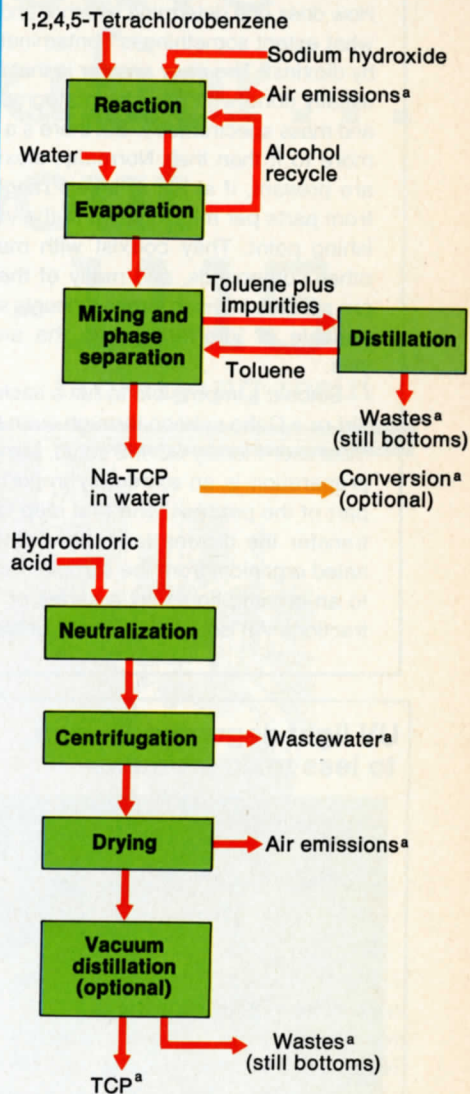 1,2,4,5-Tetrachlorobenzene
Sodium hydroxide
Reaction
Air emissionsᵃ
Water
Alcohol
recycle
Evaporation
Toluene plus
impurities
Mixing and
phase
separation
Distillation
Toluene
Wastesᵃ
(still bottoms)
Na-TCP
in water
Conversionᵃ
(optional)
Hydrochloric
acid
Neutralization
Centrifugation
Wastewaterᵃ
Drying
Air emissionsᵃ
Vacuum
distillation
(optional)
Wastesᵃ
(still bottoms)
TCPᵃ